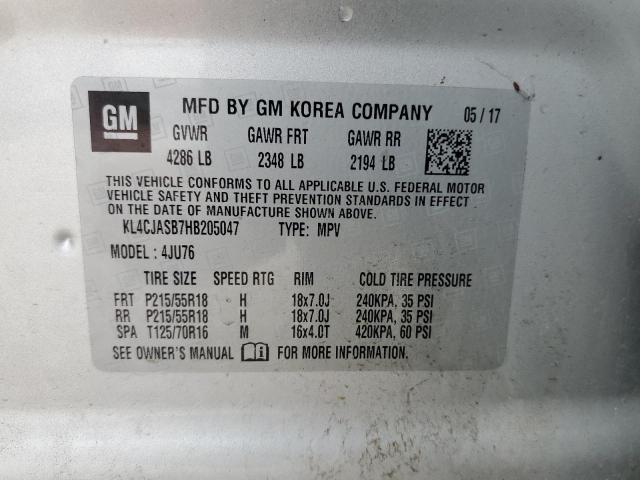 GM MFD BY GM KOREA COMPANY 05 / 17
GVWR GAWR FRT GAWR RR
4286 LB 2348 LB 2194 LB
THIS VEHICLE CONFORMS TO ALL APPLICABLE U.S. FEDERAL MOTOR
VEHICLE SAFETY AND THEFT PREVENTION STANDARDS IN EFFECT
ON THE DATE OF MANUFACTURE SHOWN ABOVE.
KL4CJASB7HB205047 TYPE: MPV
MODEL : 4JU76
TIRE SIZE SPEED RTG RIM COLD TIRE PRESSURE
FRT P215/55R18 H 18x7.0J 240KPA, 35 PSI
RR P215/55R18 H 18x7.0J 240KPA, 35 PSI
SPA T125/70R16 M 16x4.0T 420KPA, 60 PSI
SEE OWNER'S MANUAL FOR MORE INFORMATION.